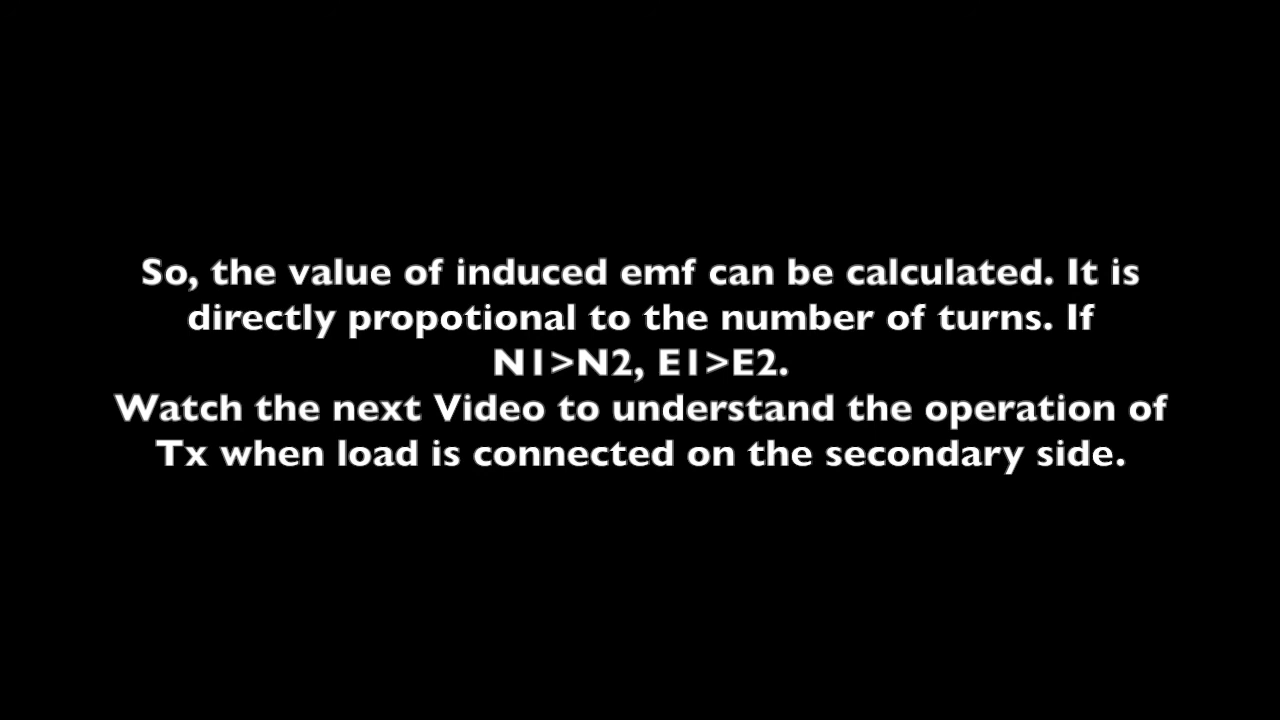 So, the value of induced emf can be calculated. It is
directly propotional to the number of turns. If
N1>N2, E1>E2.
Watch the next Video to understand the operation of
Tx when load is connected on the secondary side.